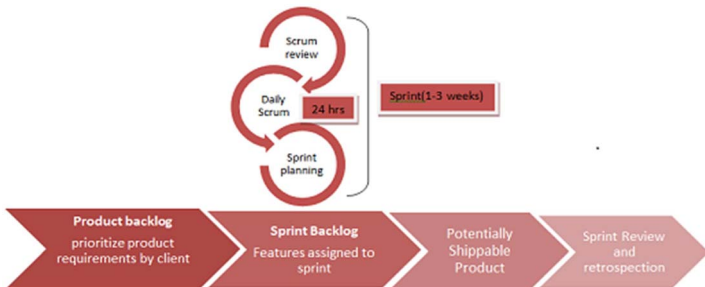 Scrum
review
Daily
Scrum
24 hrs
Sprint(1-3 weeks)
Sprint
planning
Product backlog
prioritize product
requirements by client
Sprint Backlog
Features assigned to
sprint
Potentially
Shippable
Product
Sprint Review
and
retrospection